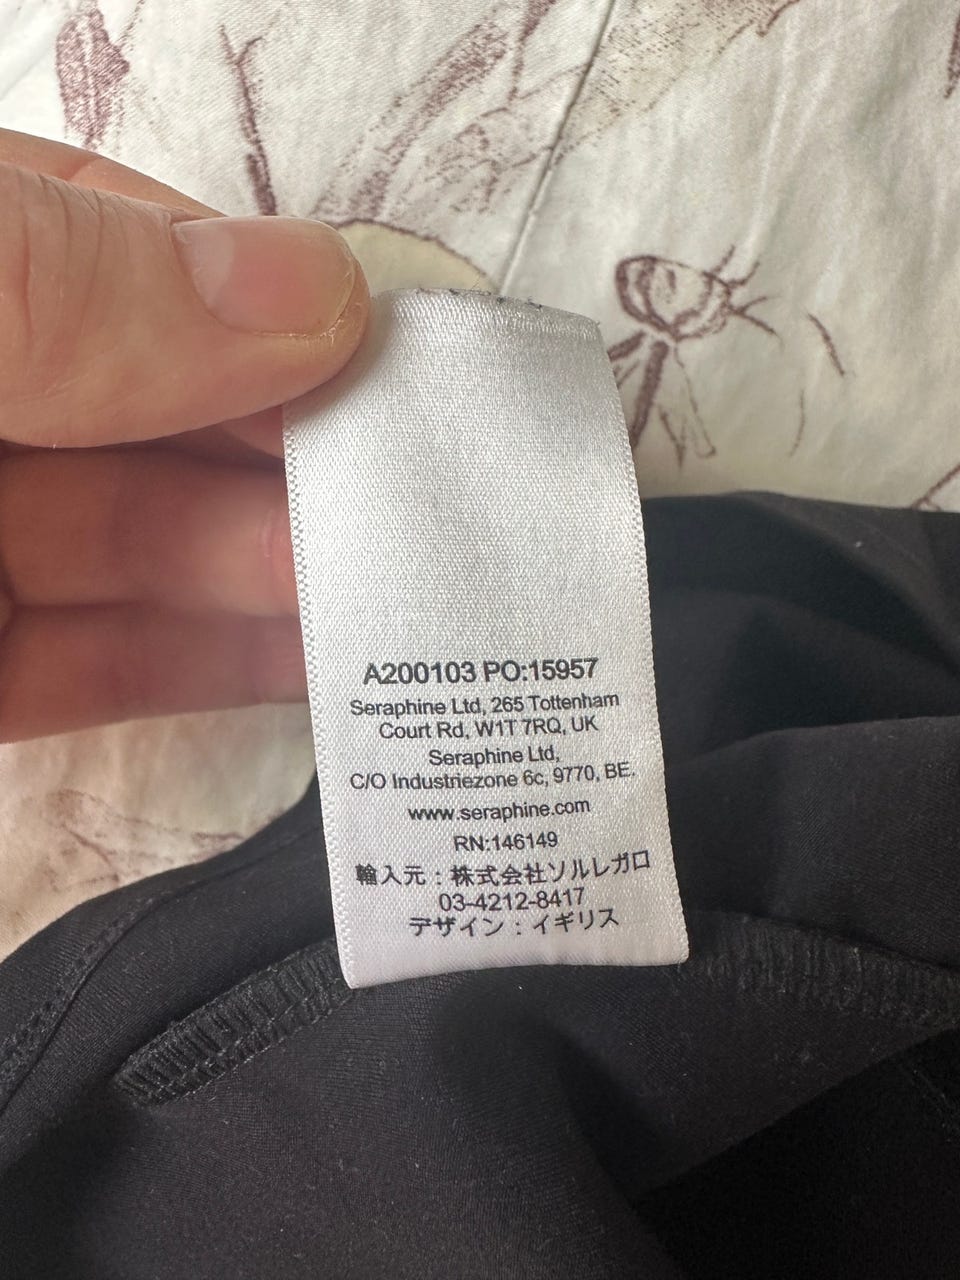 A200103 PO:15957
Seraphine Ltd, 265 Tottenham
Court Rd, W1T 7RQ, UK
Seraphine Ltd,
C/O Industriezone 6c, 9770, BE.
www.seraphine.com
RN:146149
輸入元：株式会社ソルレガロ
03-4212-8417
デザイン：イギリス